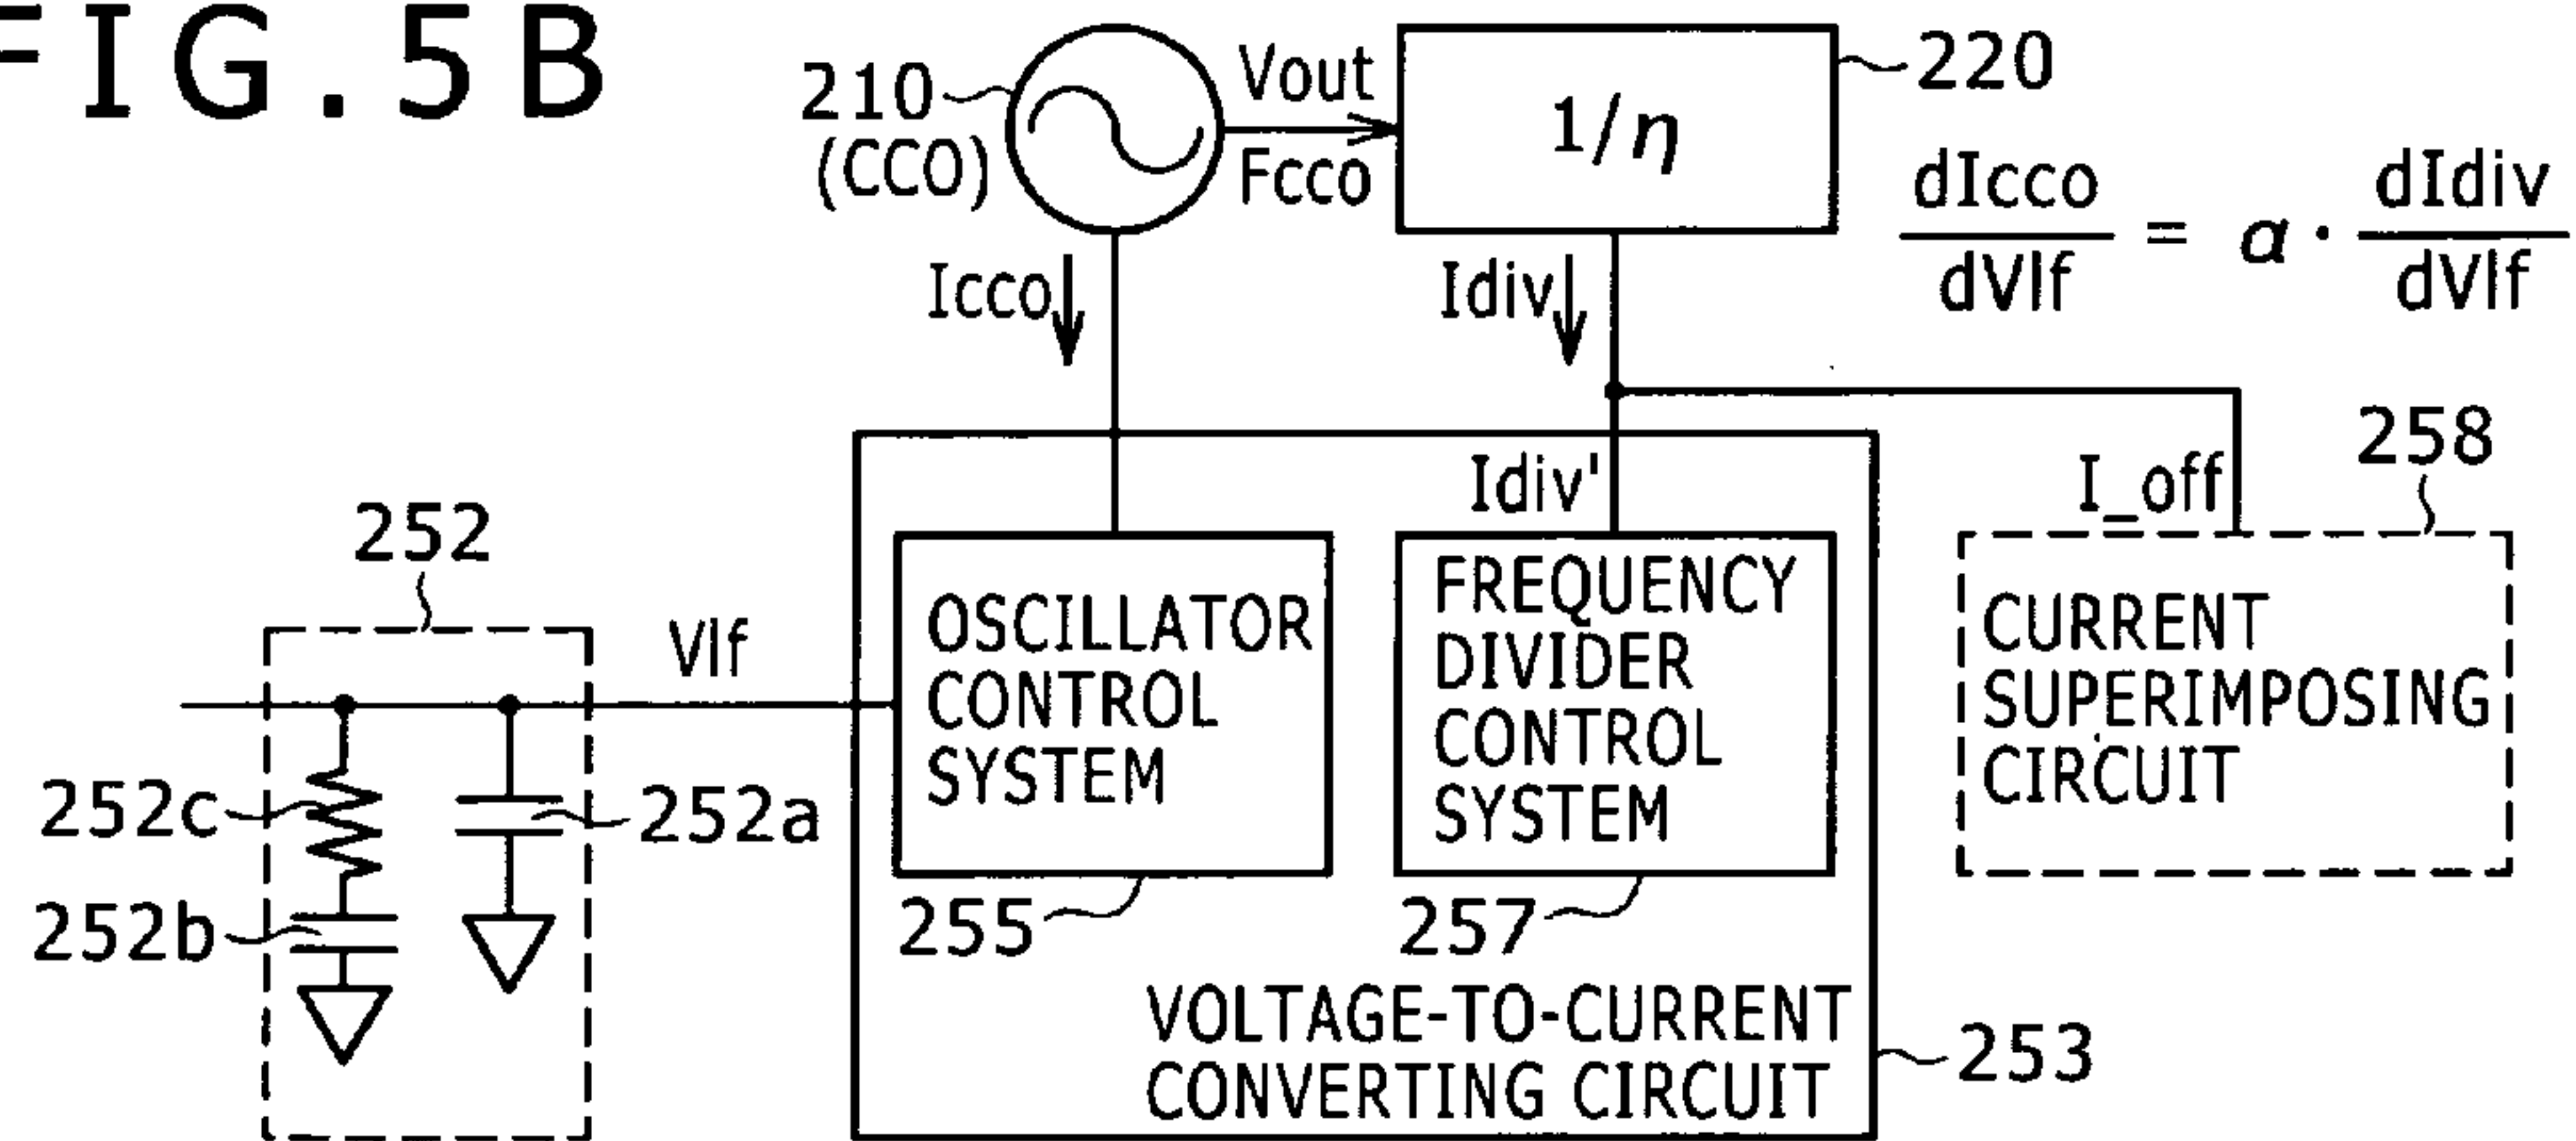 FIG.5B
210
(CCO)
Vout
Fcco
1/η
220
dIcco/dVlf = α · dIdiv/dVlf
Icco
Idiv
Idiv'
I_off
258
252
Vlf
OSCILLATOR
CONTROL
SYSTEM
FREQUENCY
DIVIDER
CONTROL
SYSTEM
CURRENT
SUPERIMPOSING
CIRCUIT
252c
252a
252b
255
257
VOLTAGE-TO-CURRENT
CONVERTING CIRCUIT
253